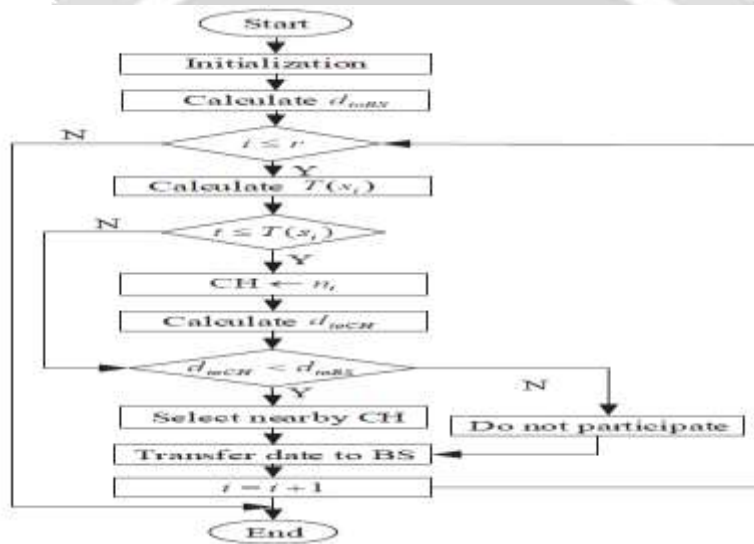 Start
Initialization
Calculate d_toBS
N
i ≤ r
Y
Calculate T(s_i)
N
t ≤ T(s_i)
Y
CH ← n_i
Calculate d_toCH
d_toCH < d_toBS
N
Y
Select nearby CH
Do not participate
Transfer date to BS
i = i + 1
End